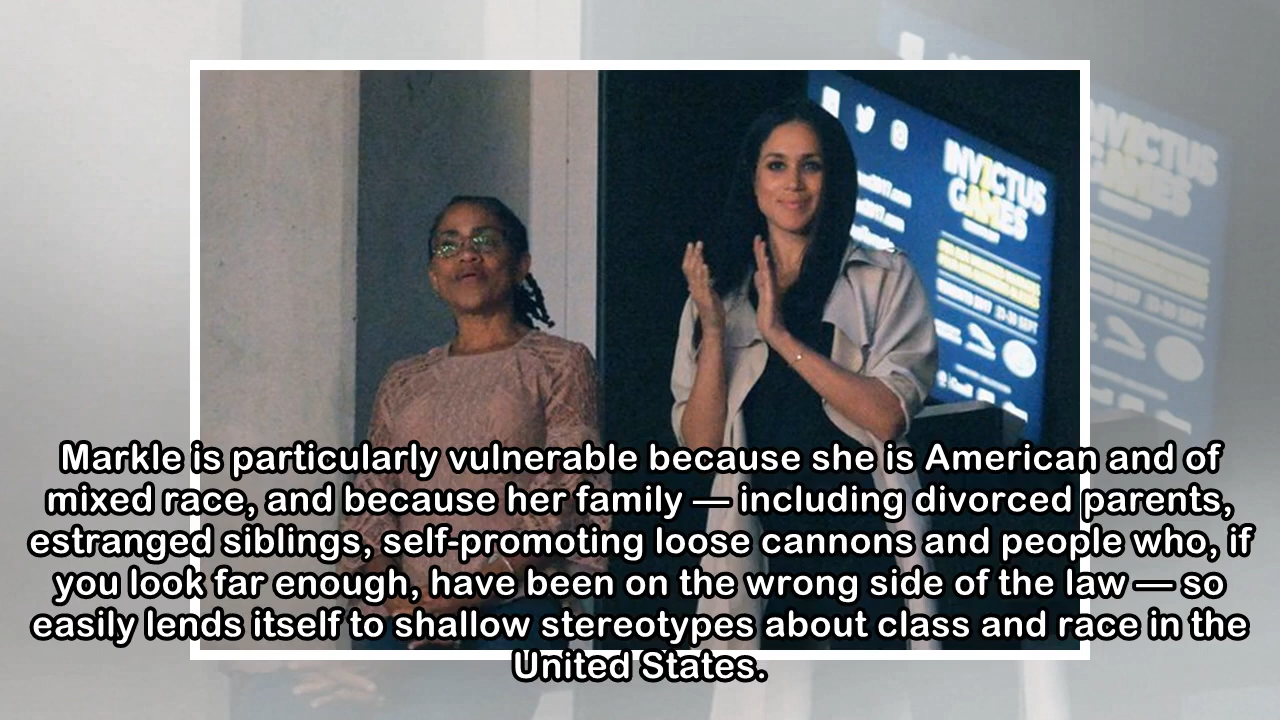 INVICTUS
GAMES
Markle is particularly vulnerable because she is American and of
mixed race, and because her family — including divorced parents,
estranged siblings, self-promoting loose cannons and people who, if
you look far enough, have been on the wrong side of the law — so
easily lends itself to shallow stereotypes about class and race in the
United States.